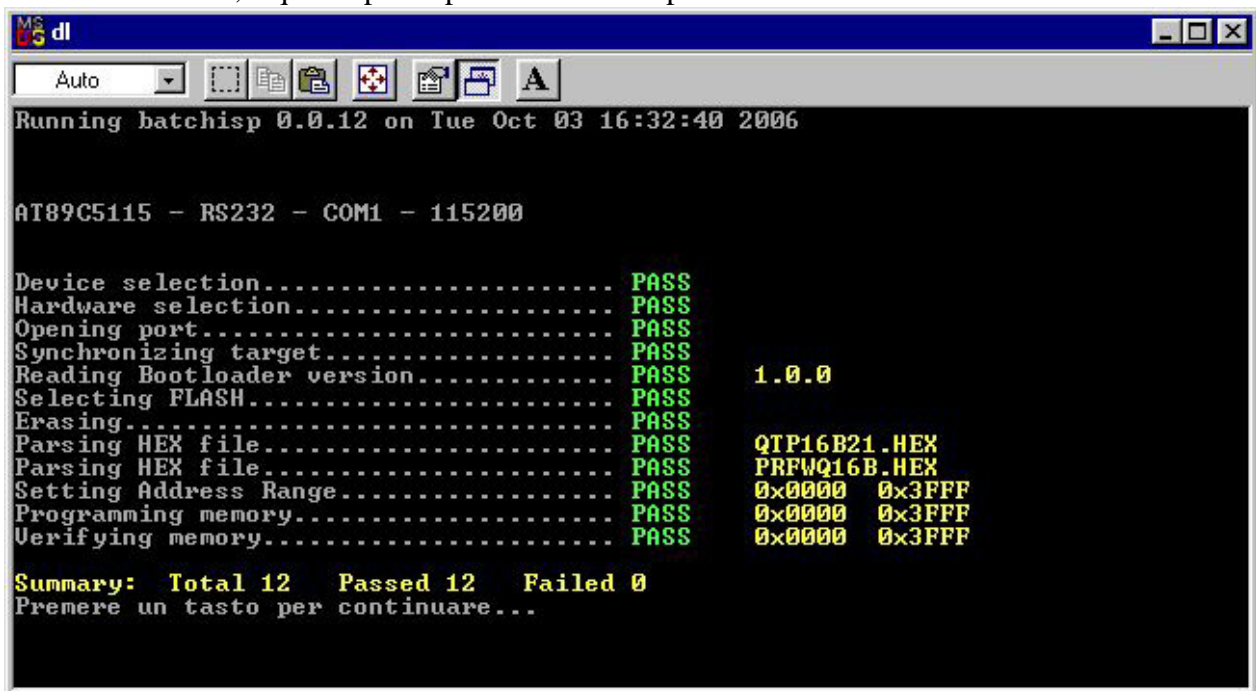 dl
Auto
A
Running batchisp 0.0.12 on Tue Oct 03 16:32:40 2006
AT89C5115 - RS232 - COM1 - 115200
Device selection....................... PASS
Hardware selection..................... PASS
Opening port........................... PASS
Synchronizing target................... PASS
Reading Bootloader version............. PASS 1.0.0
Selecting FLASH........................ PASS
Erasing................................ PASS
Parsing HEX file....................... PASS QTP16B21.HEX
Parsing HEX file....................... PASS PRFWQ16B.HEX
Setting Address Range.................. PASS 0x0000 0x3FFF
Programming memory..................... PASS 0x0000 0x3FFF
Verifying memory....................... PASS 0x0000 0x3FFF
Summary: Total 12 Passed 12 Failed 0
Premere un tasto per continuare...